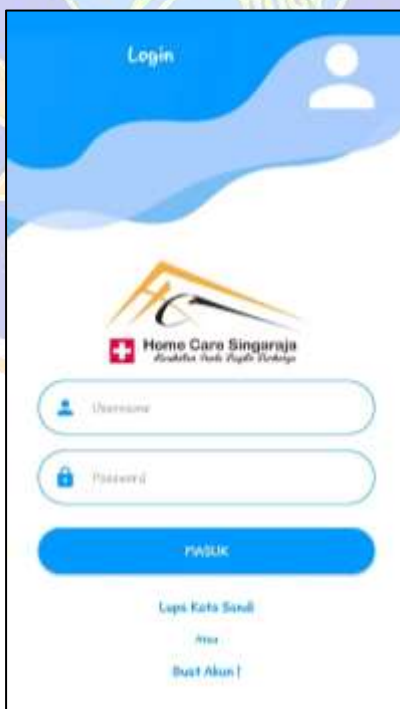 Login
Home Care Singaraja
Username
Password
MASUK
Lupa Kata Sandi
Atau
Buat Akun !